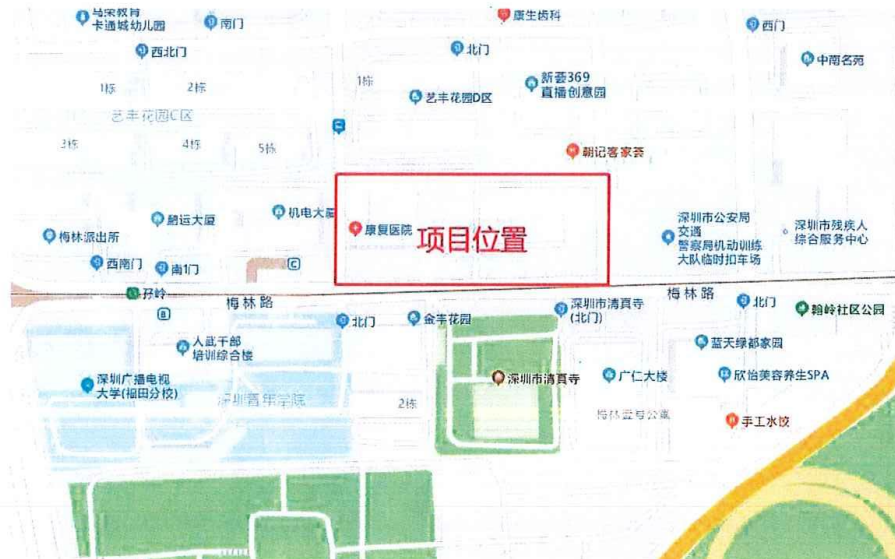 马荣教育
卡通城幼儿园
南门
康生齿科
西门
西北门
北门
中南名苑
新荟369
直播创意园
1栋
2栋
1栋
艺丰花园D区
艺丰花园C区
3栋
4栋
5栋
朝记客家荟
梅林派出所
鹏运大厦
机电大厦
康复医院
项目位置
深圳市公安局
交通
警察局机动训练
大队临时扣车场
深圳市残疾人
综合服务中心
西南门
南1门
C
孖岭
梅林路
梅林路
B
北门
金丰花园
深圳市清真寺
(北门)
北门
翰岭社区公园
人武干部
培训综合楼
蓝天绿都家园
深圳广播电视
大学(福田分校)
深圳青年学院
2栋
深圳市清真寺
广仁大楼
欣怡美容养生SPA
手工水饺